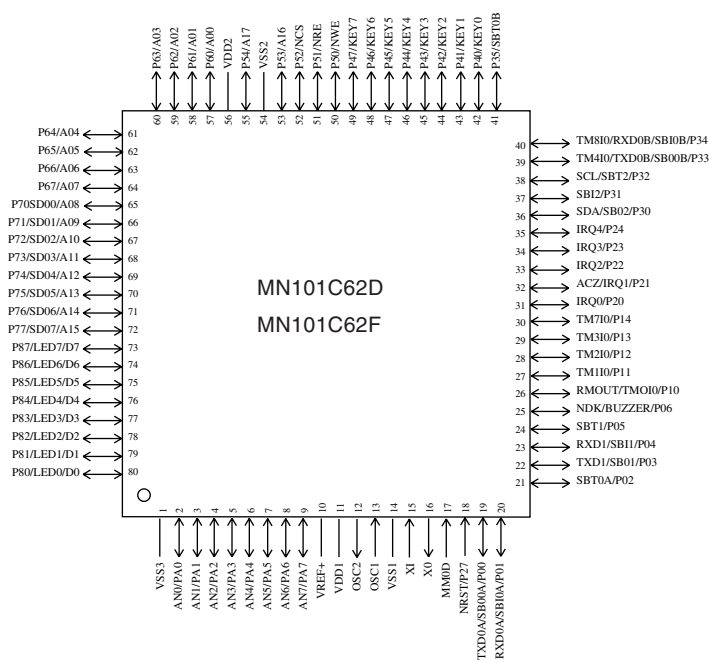 P63/A03
P62/A02
P61/A01
P60/A00
VDD2
P54/A17
VSS2
P53/A16
P52/NCS
P51/NRE
P50/NWE
P47/KEY7
P46/KEY6
P45/KEY5
P44/KEY4
P43/KEY3
P42/KEY2
P41/KEY1
P40/KEY0
P35/SBT0B
60
59
58
57
56
55
54
53
52
51
50
49
48
47
46
45
44
43
42
41
P64/A04 61
P65/A05 62
P66/A06 63
P67/A07 64
P70SD00/A08 65
P71/SD01/A09 66
P72/SD02/A10 67
P73/SD03/A11 68
P74/SD04/A12 69
P75/SD05/A13 70
P76/SD06/A14 71
P77/SD07/A15 72
P87/LED7/D7 73
P86/LED6/D6 74
P85/LED5/D5 75
P84/LED4/D4 76
P83/LED3/D3 77
P82/LED2/D2 78
P81/LED1/D1 79
P80/LED0/D0 80
MN101C62D
MN101C62F
40 TM8I0/RXD0B/SBI0B/P34
39 TM4I0/TXD0B/SB00B/P33
38 SCL/SBT2/P32
37 SBI2/P31
36 SDA/SB02/P30
35 IRQ4/P24
34 IRQ3/P23
33 IRQ2/P22
32 ACZ/IRQ1/P21
31 IRQ0/P20
30 TM7I0/P14
29 TM3I0/P13
28 TM2I0/P12
27 TM1I0/P11
26 RMOUT/TMOI0/P10
25 NDK/BUZZER/P06
24 SBT1/P05
23 RXD1/SBI1/P04
22 TXD1/SB01/P03
21 SBT0A/P02
1
2
3
4
5
6
7
8
9
10
11
12
13
14
15
16
17
18
19
20
VSS3
AN0/PA0
AN1/PA1
AN2/PA2
AN3/PA3
AN4/PA4
AN5/PA5
AN6/PA6
AN7/PA7
VREF+
VDD1
OSC2
OSC1
VSS1
XI
X0
MM0D
NRST/P27
TXD0A/SB00A/P00
RXD0A/SBI0A/P01